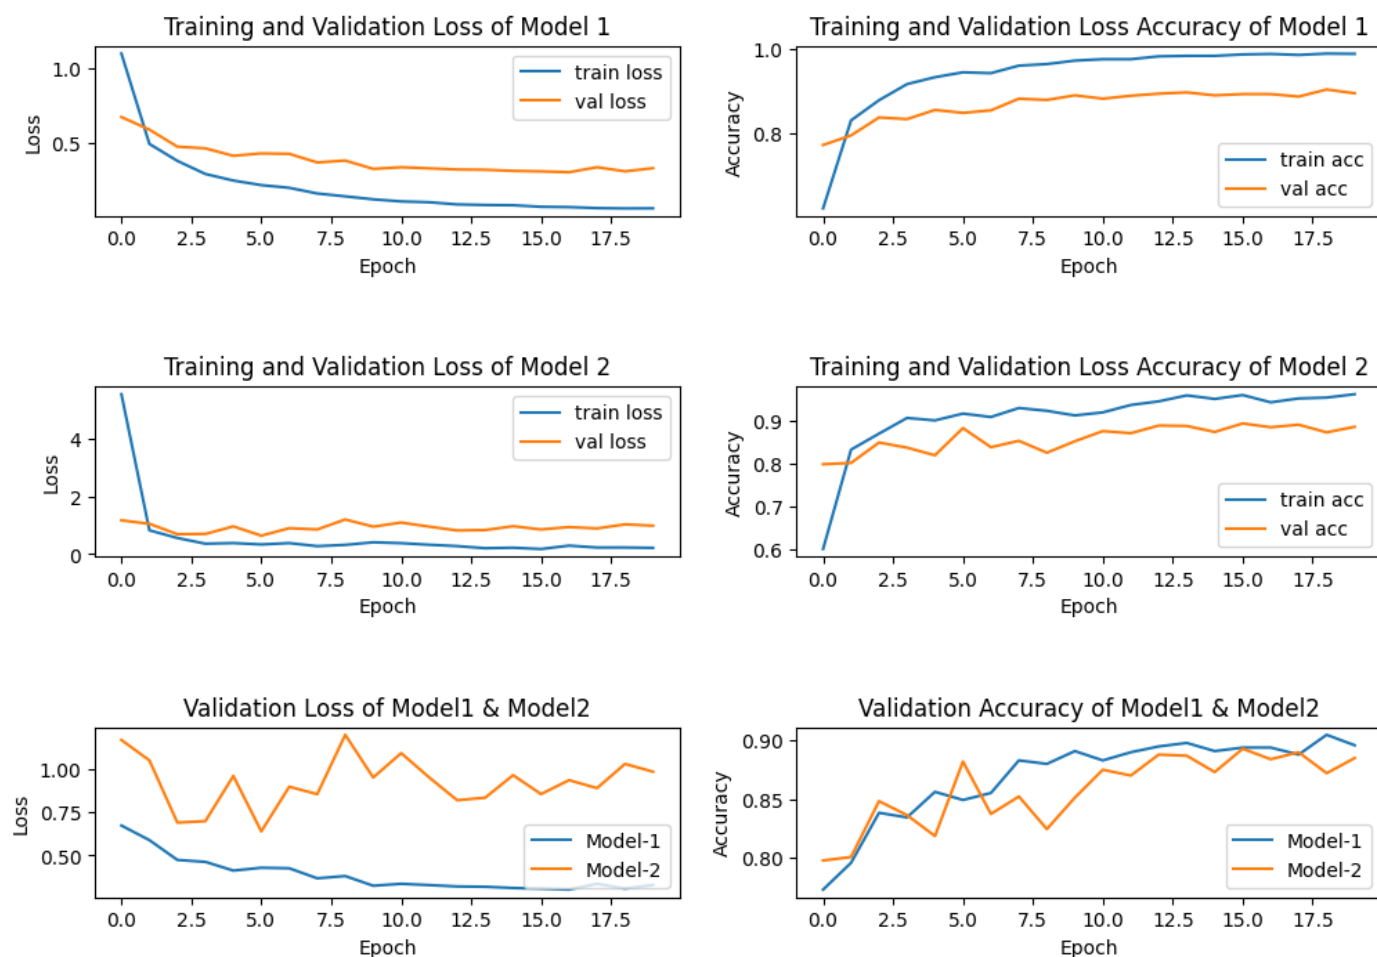 Training and Validation Loss of Model 1
1.0
0.5
Loss
train loss
val loss
0.0 2.5 5.0 7.5 10.0 12.5 15.0 17.5
Epoch
Training and Validation Loss Accuracy of Model 1
1.0
0.8
Accuracy
train acc
val acc
0.0 2.5 5.0 7.5 10.0 12.5 15.0 17.5
Epoch
Training and Validation Loss of Model 2
4
2
0
Loss
train loss
val loss
0.0 2.5 5.0 7.5 10.0 12.5 15.0 17.5
Epoch
Training and Validation Loss Accuracy of Model 2
0.9
0.8
0.7
0.6
Accuracy
train acc
val acc
0.0 2.5 5.0 7.5 10.0 12.5 15.0 17.5
Epoch
Validation Loss of Model1 & Model2
1.00
0.75
0.50
Loss
Model-1
Model-2
0.0 2.5 5.0 7.5 10.0 12.5 15.0 17.5
Epoch
Validation Accuracy of Model1 & Model2
0.90
0.85
0.80
Accuracy
Model-1
Model-2
0.0 2.5 5.0 7.5 10.0 12.5 15.0 17.5
Epoch